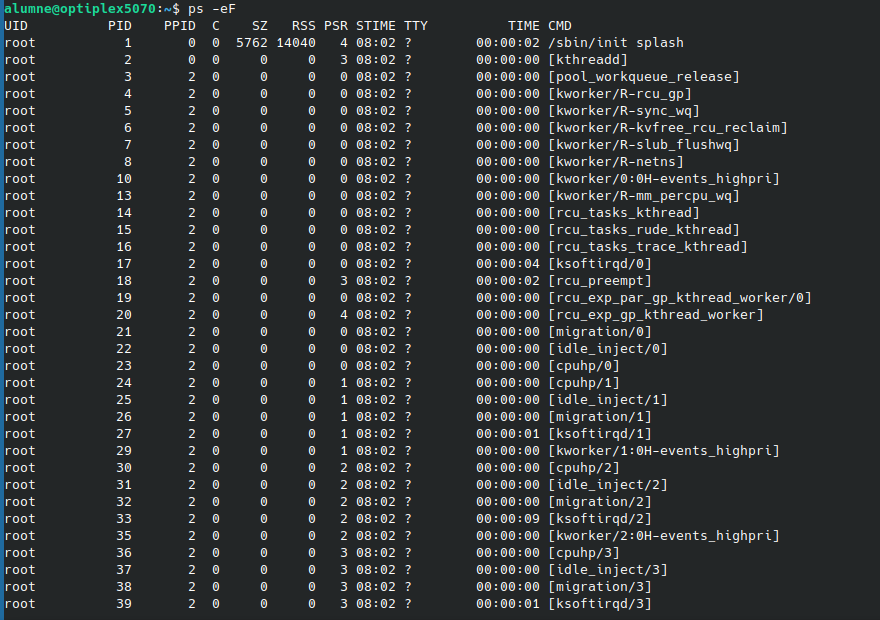 alumne@optiplex5070:~$ ps -eF
UID PID PPID C SZ RSS PSR STIME TTY TIME CMD
root 1 0 0 5762 14040 4 08:02 ? 00:00:02 /sbin/init splash
root 2 0 0 0 0 3 08:02 ? 00:00:00 [kthreadd]
root 3 2 0 0 0 0 08:02 ? 00:00:00 [pool_workqueue_release]
root 4 2 0 0 0 0 08:02 ? 00:00:00 [kworker/R-rcu_gp]
root 5 2 0 0 0 0 08:02 ? 00:00:00 [kworker/R-sync_wq]
root 6 2 0 0 0 0 08:02 ? 00:00:00 [kworker/R-kvfree_rcu_reclaim]
root 7 2 0 0 0 0 08:02 ? 00:00:00 [kworker/R-slub_flushwq]
root 8 2 0 0 0 0 08:02 ? 00:00:00 [kworker/R-netns]
root 10 2 0 0 0 0 08:02 ? 00:00:00 [kworker/0:0H-events_highpri]
root 13 2 0 0 0 0 08:02 ? 00:00:00 [kworker/R-mm_percpu_wq]
root 14 2 0 0 0 0 08:02 ? 00:00:00 [rcu_tasks_kthread]
root 15 2 0 0 0 0 08:02 ? 00:00:00 [rcu_tasks_rude_kthread]
root 16 2 0 0 0 0 08:02 ? 00:00:00 [rcu_tasks_trace_kthread]
root 17 2 0 0 0 0 08:02 ? 00:00:04 [ksoftirqd/0]
root 18 2 0 0 0 3 08:02 ? 00:00:02 [rcu_preempt]
root 19 2 0 0 0 0 08:02 ? 00:00:00 [rcu_exp_par_gp_kthread_worker/0]
root 20 2 0 0 0 4 08:02 ? 00:00:00 [rcu_exp_gp_kthread_worker]
root 21 2 0 0 0 0 08:02 ? 00:00:00 [migration/0]
root 22 2 0 0 0 0 08:02 ? 00:00:00 [idle_inject/0]
root 23 2 0 0 0 0 08:02 ? 00:00:00 [cpuhp/0]
root 24 2 0 0 0 1 08:02 ? 00:00:00 [cpuhp/1]
root 25 2 0 0 0 1 08:02 ? 00:00:00 [idle_inject/1]
root 26 2 0 0 0 1 08:02 ? 00:00:00 [migration/1]
root 27 2 0 0 0 1 08:02 ? 00:00:01 [ksoftirqd/1]
root 29 2 0 0 0 1 08:02 ? 00:00:00 [kworker/1:0H-events_highpri]
root 30 2 0 0 0 2 08:02 ? 00:00:00 [cpuhp/2]
root 31 2 0 0 0 2 08:02 ? 00:00:00 [idle_inject/2]
root 32 2 0 0 0 2 08:02 ? 00:00:00 [migration/2]
root 33 2 0 0 0 2 08:02 ? 00:00:09 [ksoftirqd/2]
root 35 2 0 0 0 2 08:02 ? 00:00:00 [kworker/2:0H-events_highpri]
root 36 2 0 0 0 3 08:02 ? 00:00:00 [cpuhp/3]
root 37 2 0 0 0 3 08:02 ? 00:00:00 [idle_inject/3]
root 38 2 0 0 0 3 08:02 ? 00:00:00 [migration/3]
root 39 2 0 0 0 3 08:02 ? 00:00:01 [ksoftirqd/3]